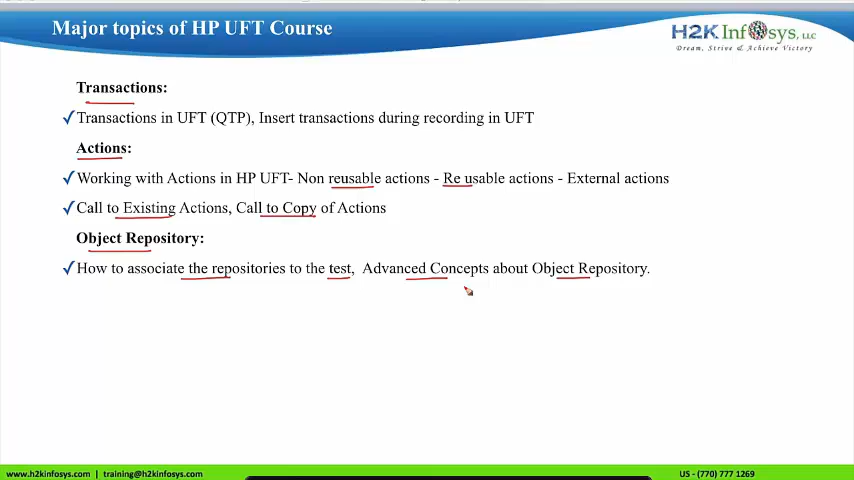 Major topics of HP UFT Course
H2K Infosys, LLC
Dream, Strive & Achieve Victory
Transactions:
✓Transactions in UFT (QTP), Insert transactions during recording in UFT
Actions:
✓Working with Actions in HP UFT- Non reusable actions - Re usable actions - External actions
✓Call to Existing Actions, Call to Copy of Actions
Object Repository:
✓How to associate the repositories to the test, Advanced Concepts about Object Repository.
www.h2kinfosys.com | training@h2kinfosys.com
US - (770) 777 1269